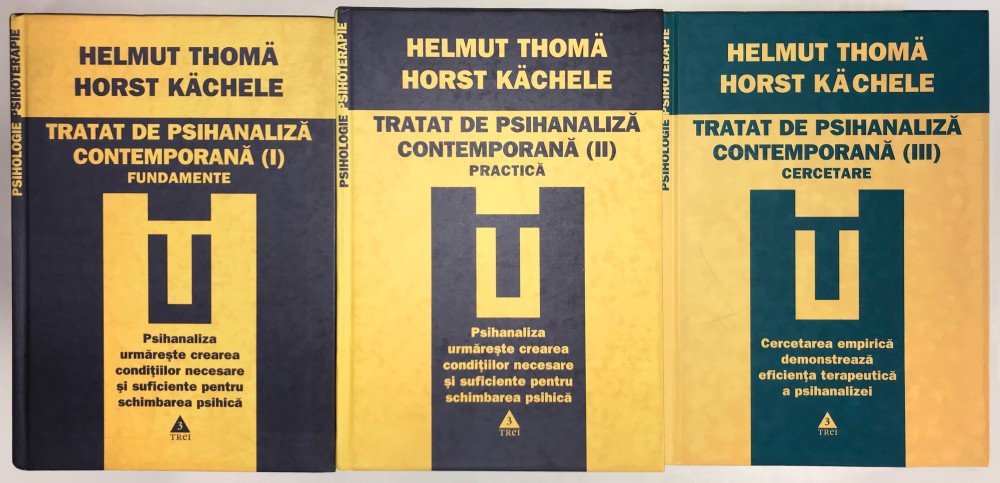 PSIHOLOGIE PSIHOTERAPIE
HELMUT THOMÄ
HORST KÄCHELE
TRATAT DE PSIHANALIZĂ
CONTEMPORANĂ (I)
FUNDAMENTE
Psihanaliza
urmărește crearea
condițiilor necesare
și suficiente pentru
schimbarea psihică
3
TREI
PSIHOLOGIE PSIHOTERAPIE
HELMUT THOMÄ
HORST KÄCHELE
TRATAT DE PSIHANALIZĂ
CONTEMPORANĂ (II)
PRACTICĂ
Psihanaliza
urmărește crearea
condițiilor necesare
și suficiente pentru
schimbarea psihică
3
TREI
PSIHOLOGIE PSIHOTERAPIE
HELMUT THOMÄ
HORST KÄCHELE
TRATAT DE PSIHANALIZĂ
CONTEMPORANĂ (III)
CERCETARE
Cercetarea empirică
demonstrează
eficiența terapeutică
a psihanalizei
3
TREI